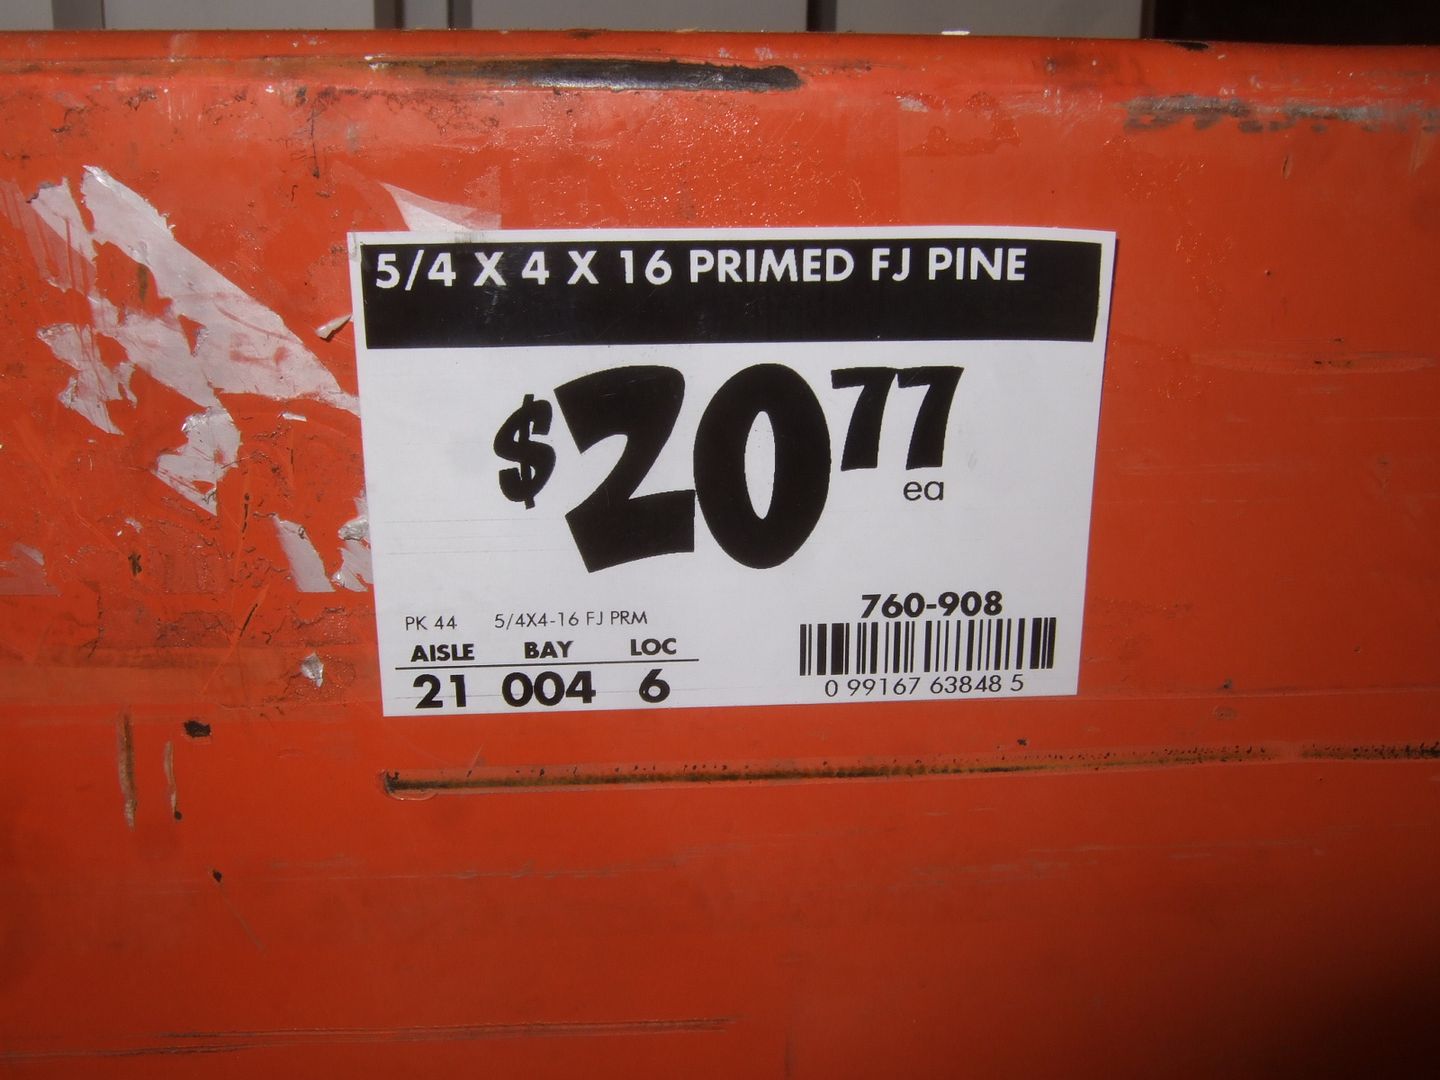 5/4 X 4 X 16 PRIMED FJ PINE
$20 77
ea
760-908
PK 44 5/4X4-16 FJ PRM
AISLE BAY LOC
21 004 6
0 99167 63848 5